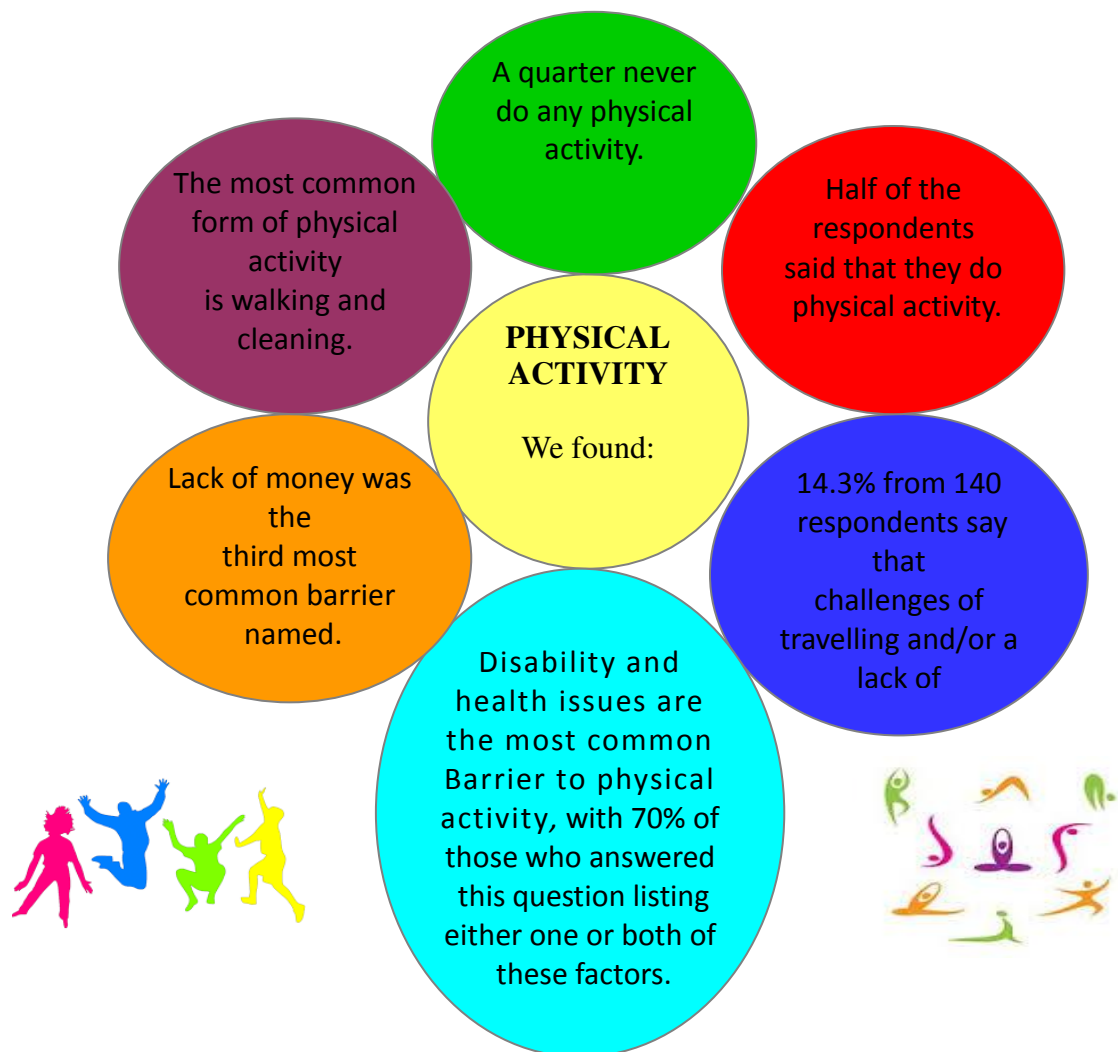 A quarter never
do any physical
activity.
The most common
form of physical
activity
is walking and
cleaning.
Half of the
respondents
said that they do
physical activity.
PHYSICAL
ACTIVITY
We found:
Lack of money was
the
third most
common barrier
named.
14.3% from 140
respondents say
that
challenges of
travelling and/or a
lack of
Disability and
health issues are
the most common
Barrier to physical
activity, with 70% of
those who answered
this question listing
either one or both of
these factors.